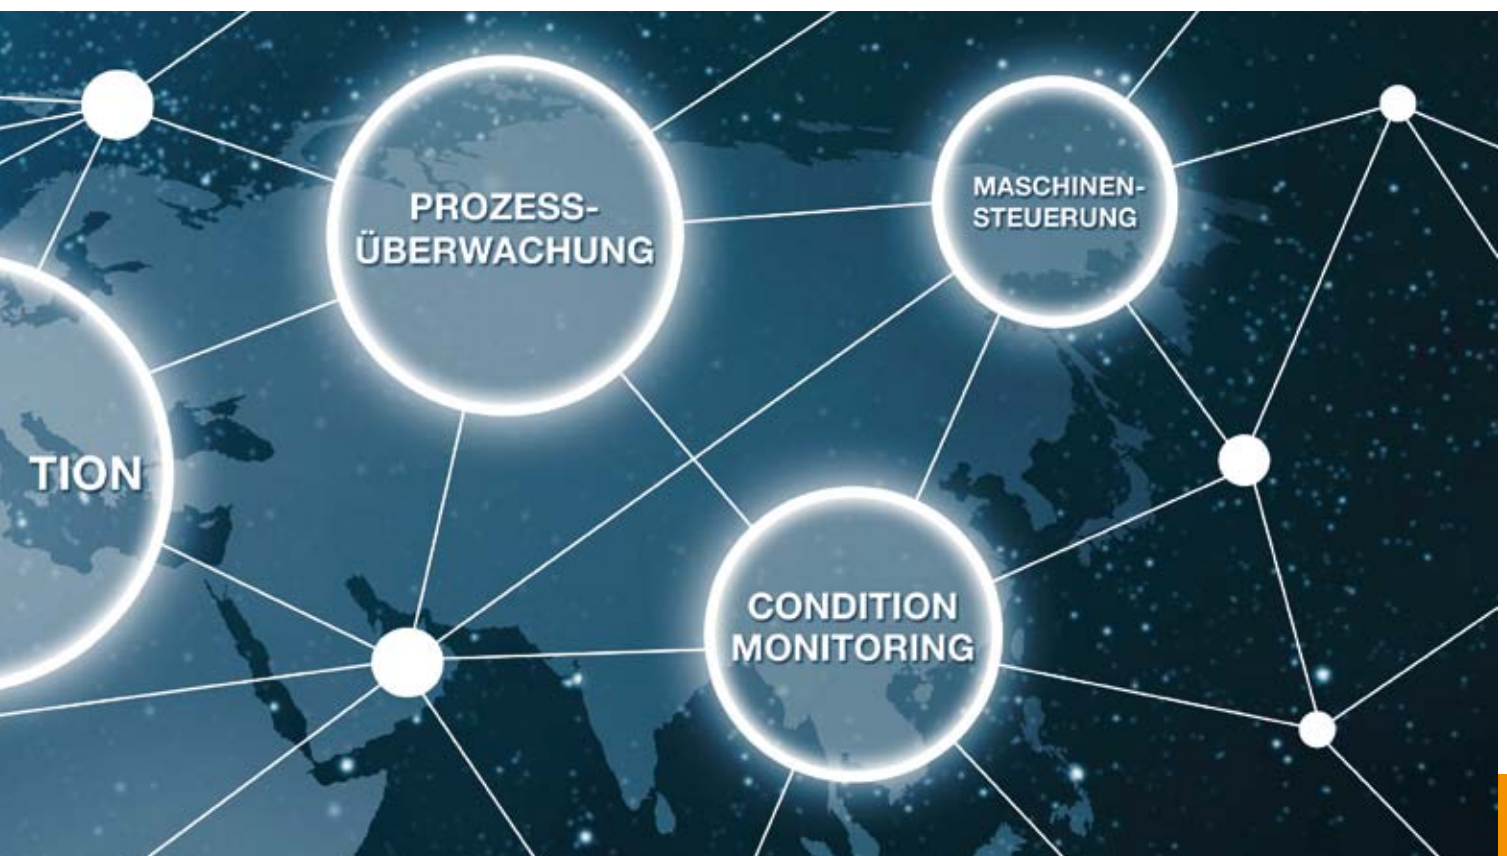 PROZESS-
ÜBERWACHUNG
MASCHINEN-
STEUERUNG
TION
CONDITION
MONITORING